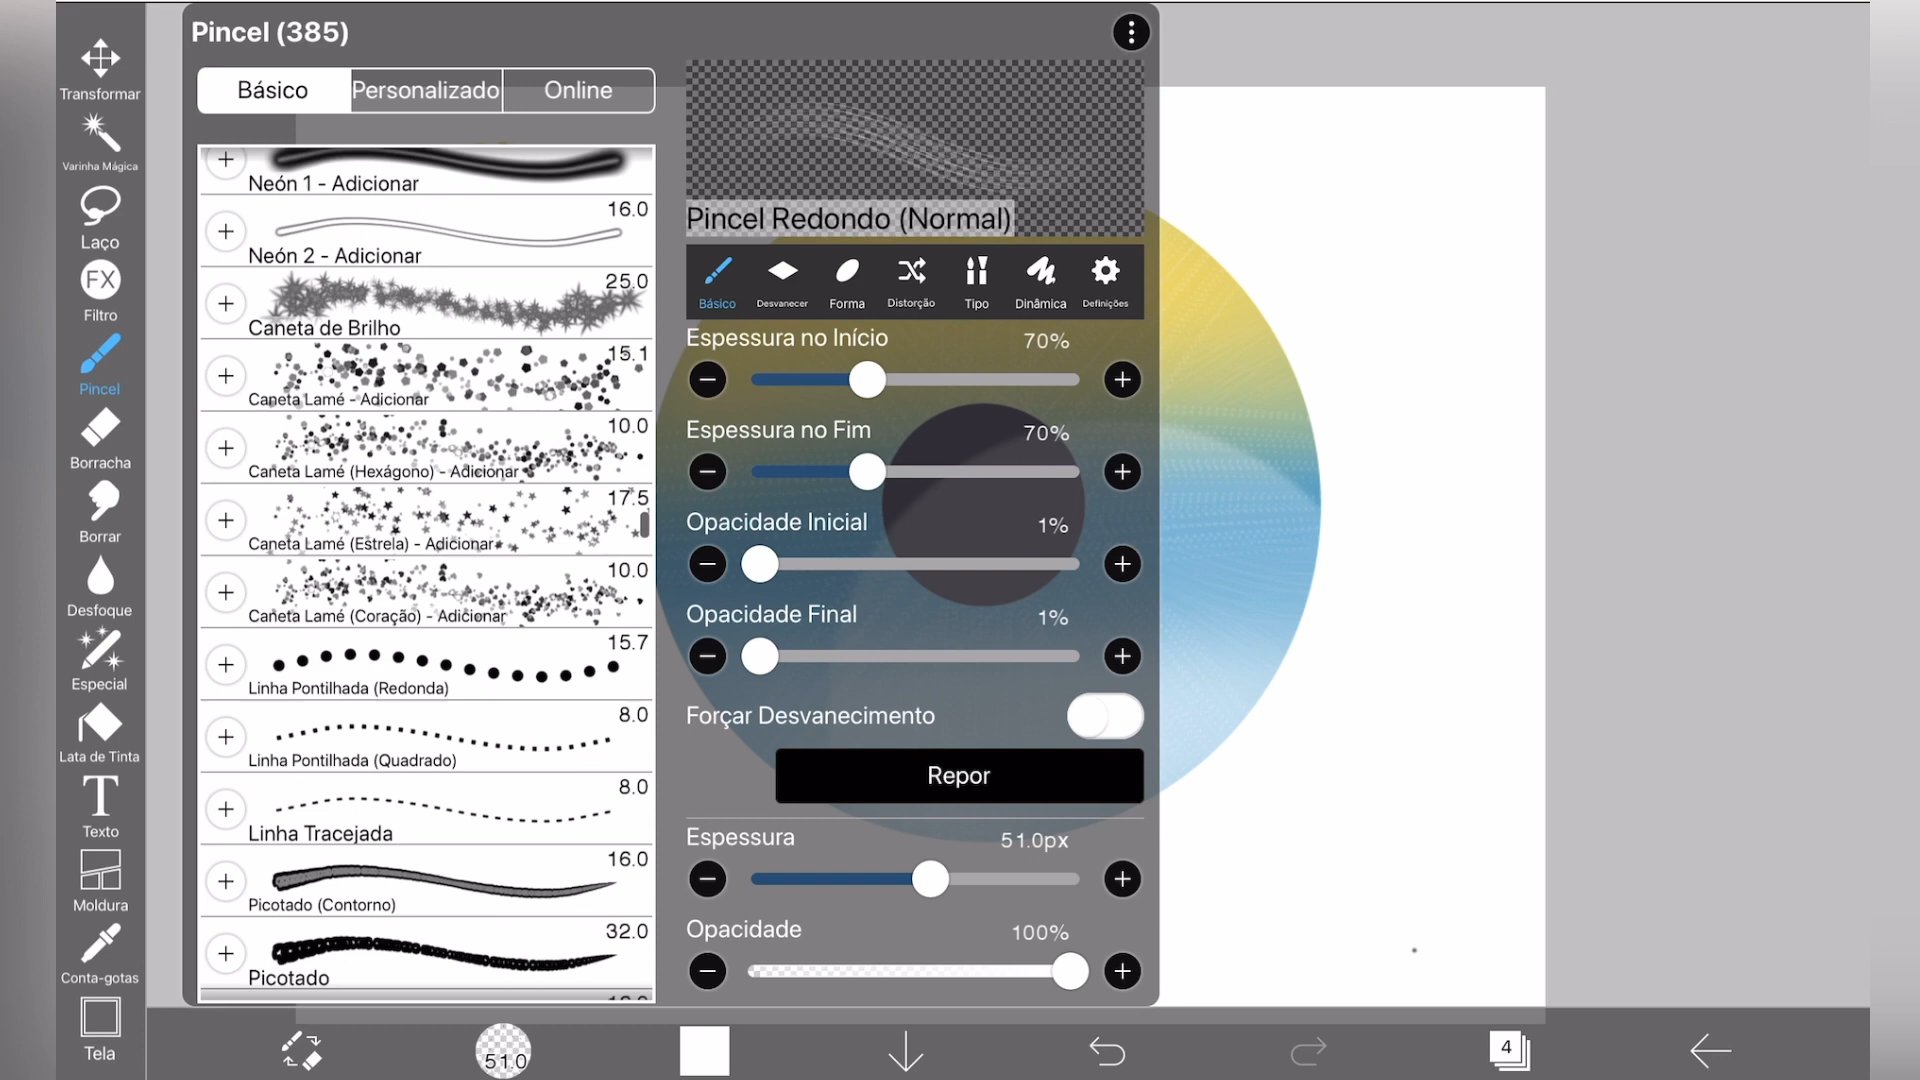 Pincel (385)
Básico
Personalizado
Online
Neón 1 - Adicionar
16.0
Neón 2 - Adicionar
25.0
Caneta de Brilho
15.1
Caneta Lamé - Adicionar
10.0
Caneta Lamé (Hexágono) - Adicionar
17.5
Caneta Lamé (Estrela) - Adicionar
10.0
Caneta Lamé (Coração) - Adicionar
15.7
Linha Pontilhada (Redonda)
8.0
Linha Pontilhada (Quadrado)
8.0
Linha Tracejada
16.0
Picotado (Contorno)
32.0
Picotado
Pincel Redondo (Normal)
Básico
Desvanecer
Forma
Distorção
Tipo
Dinâmica
Definições
Espessura no Início 70%
Espessura no Fim 70%
Opacidade Inicial 1%
Opacidade Final 1%
Forçar Desvanecimento
Repor
Espessura 51.0px
Opacidade 100%
Transformar
Varinha Mágica
Laço
FX
Filtro
Pincel
Borracha
Borrar
Desfoque
Especial
Lata de Tinta
T
Texto
Moldura
Conta-gotas
Tela
51.0
4